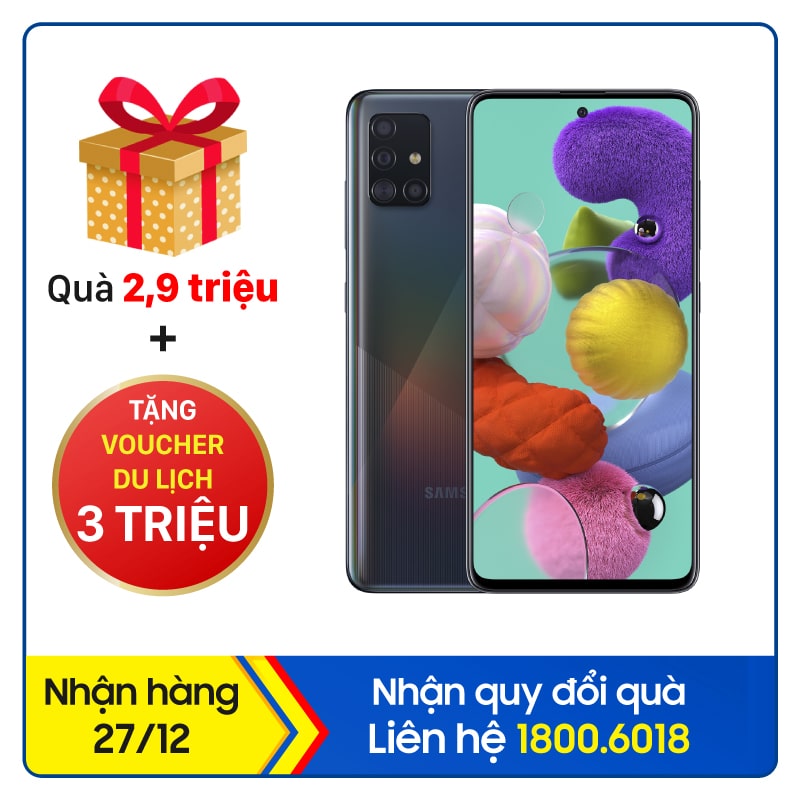 Quà 2,9 triệu
+
TẶNG
VOUCHER
DU LỊCH
3 TRIỆU
SAMS
Nhận hàng
27/12
Nhận quy đổi quà
Liên hệ 1800.6018